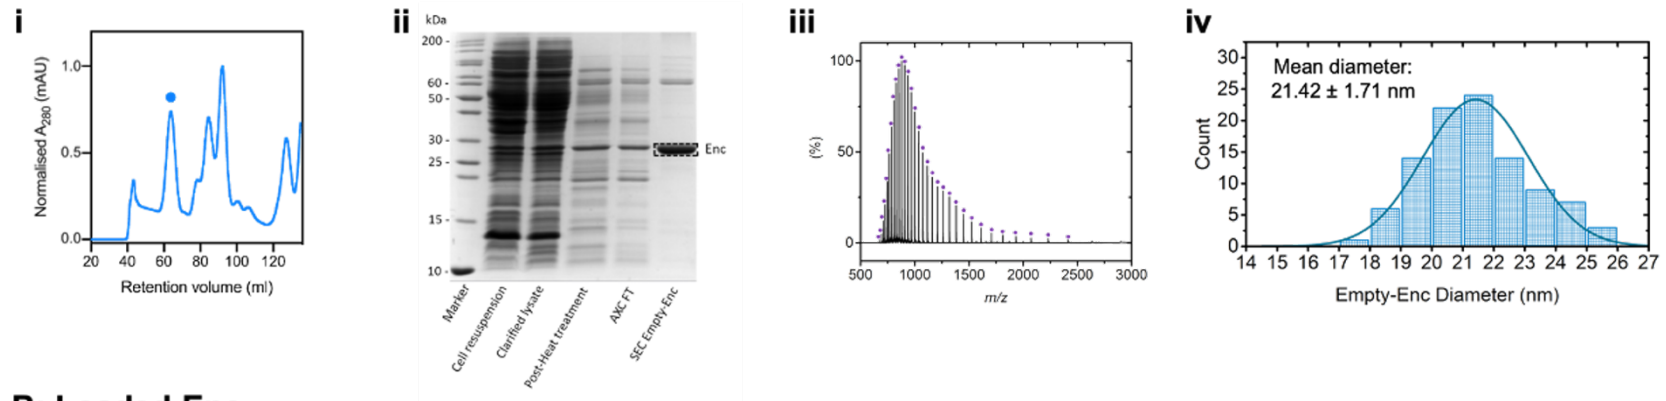 i
Normalised A280 (mAU)
1.0
0.5
0.0
20 40 60 80 100 120
Retention volume (ml)
ii
kDa
200
60
50
30
25
15
10
Enc
Marker
Cell resuspension
Clarified lysate
Post-Heat treatment
AXC FT
SEC Empty-Enc
iii
(%)
100
50
0
500 1000 1500 2000 2500 3000
m/z
iv
Count
30
25
20
15
10
5
0
Mean diameter:
21.42 ± 1.71 nm
14 15 16 17 18 19 20 21 22 23 24 25 26 27
Empty-Enc Diameter (nm)